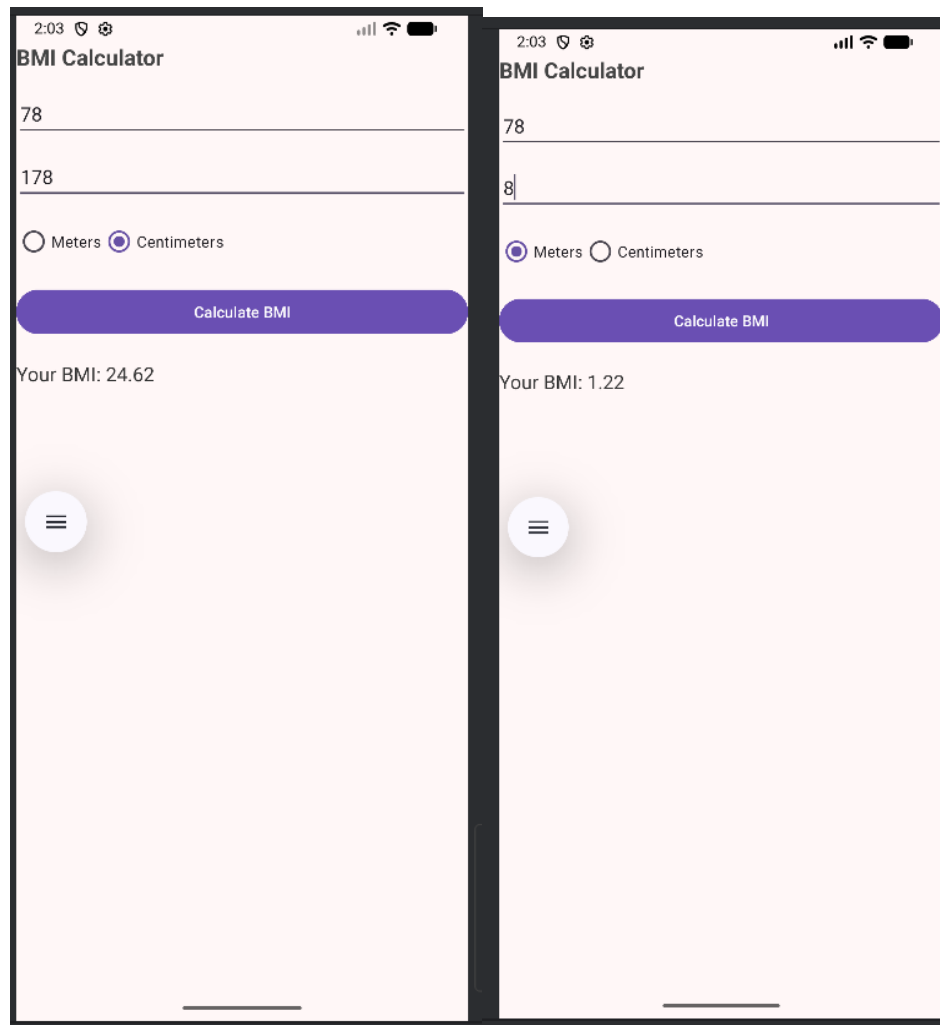 2:03
BMI Calculator
78
178
Meters Centimeters
Calculate BMI
Your BMI: 24.62
2:03
BMI Calculator
78
8
Meters Centimeters
Calculate BMI
Your BMI: 1.22